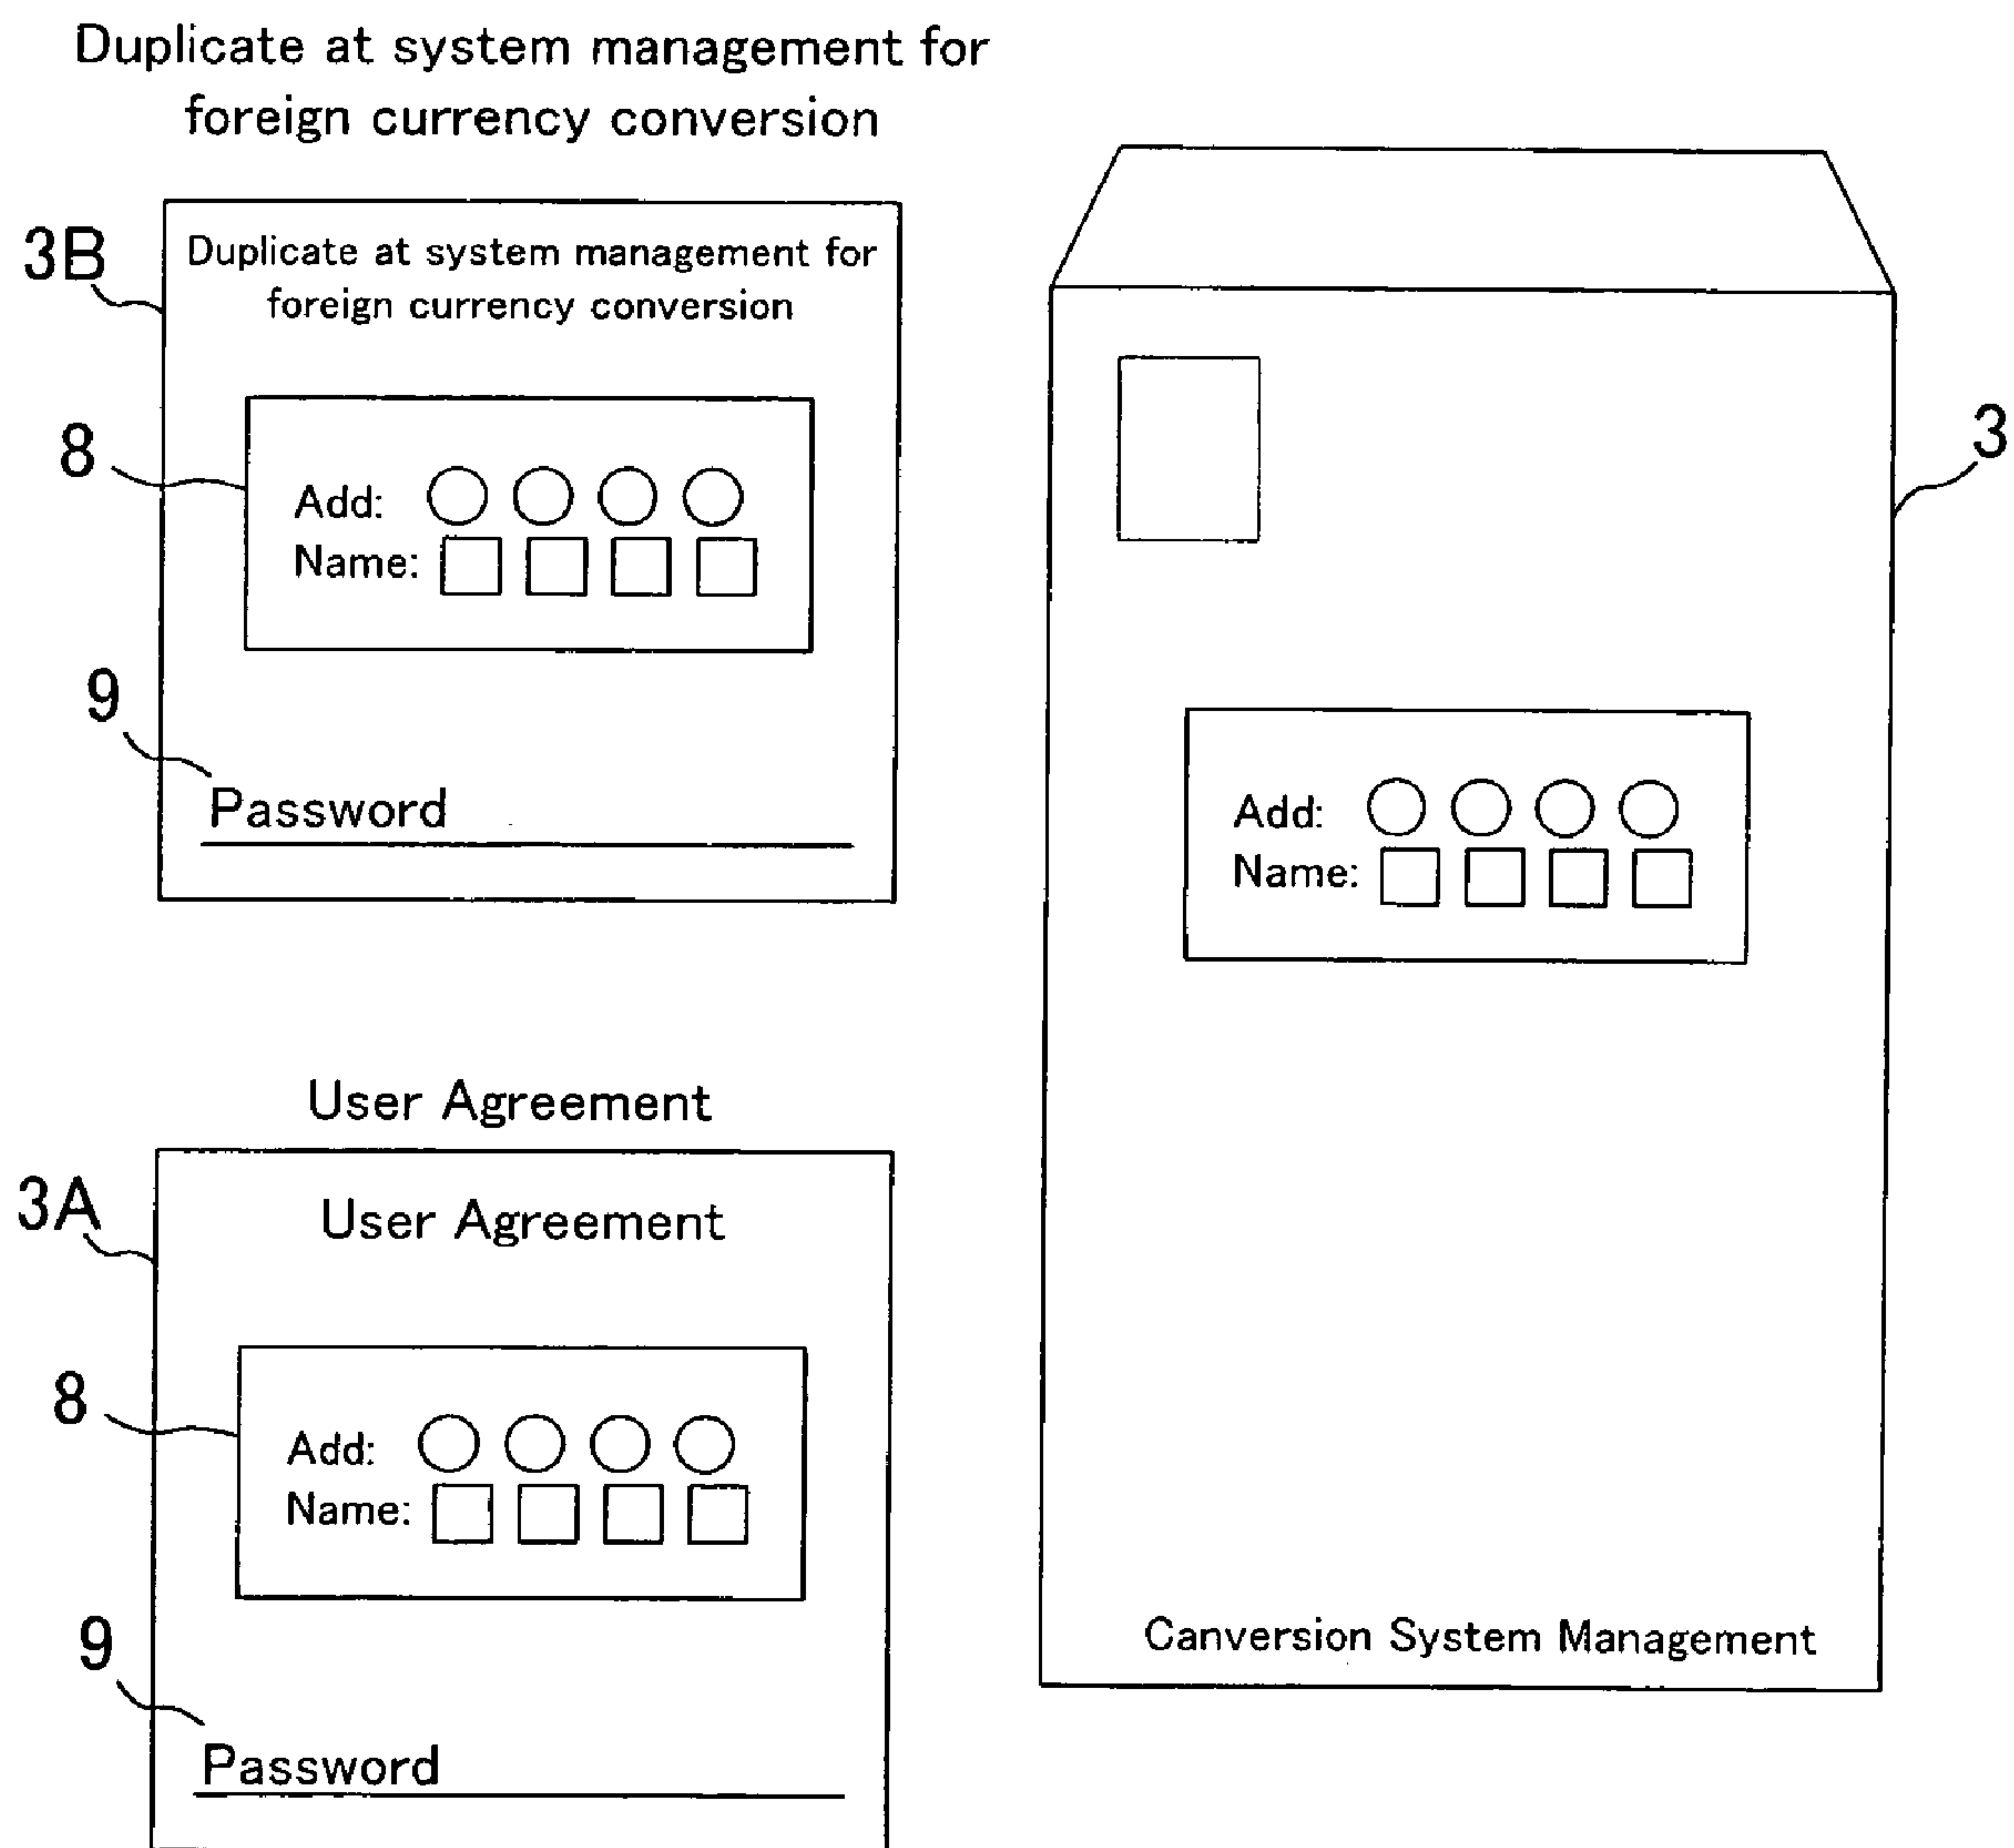 Duplicate at system management for
foreign currency conversion
3B
Duplicate at system management for
foreign currency conversion
8
Add:
Name:
9
Password
User Agreement
3A
User Agreement
8
Add:
Name:
9
Password
3
Add:
Name:
Canversion System Management